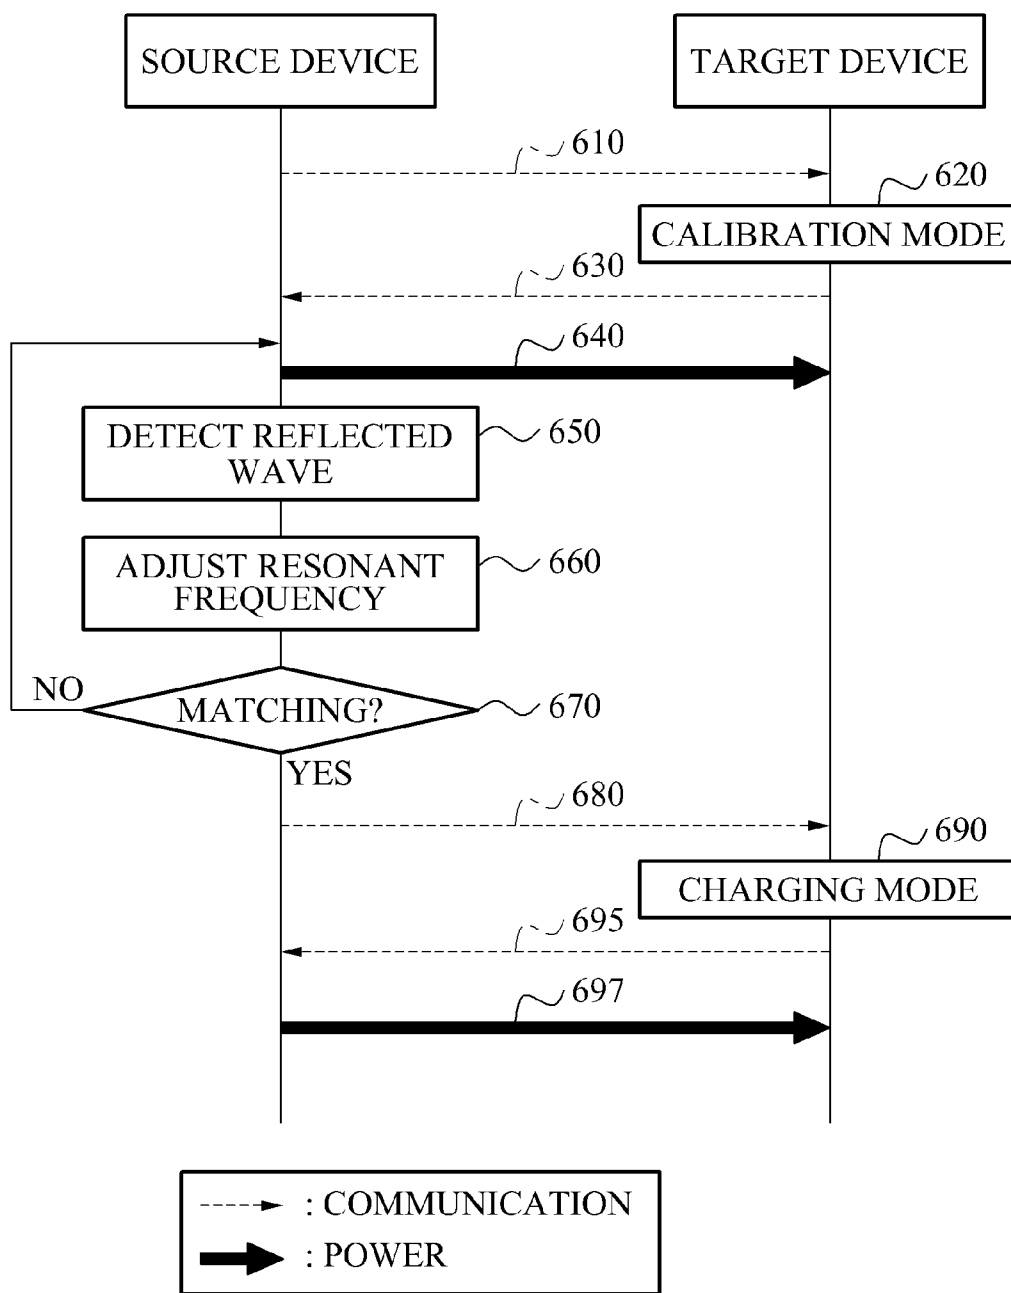 SOURCE DEVICE
TARGET DEVICE
610
620
CALIBRATION MODE
630
640
DETECT REFLECTED
WAVE
650
ADJUST RESONANT
FREQUENCY
660
NO
MATCHING?
670
YES
680
690
CHARGING MODE
695
697
: COMMUNICATION
: POWER